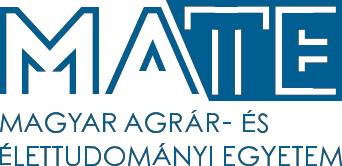 MATE
MAGYAR AGRÁR- ÉS
ÉLETTUDOMÁNYI EGYETEM